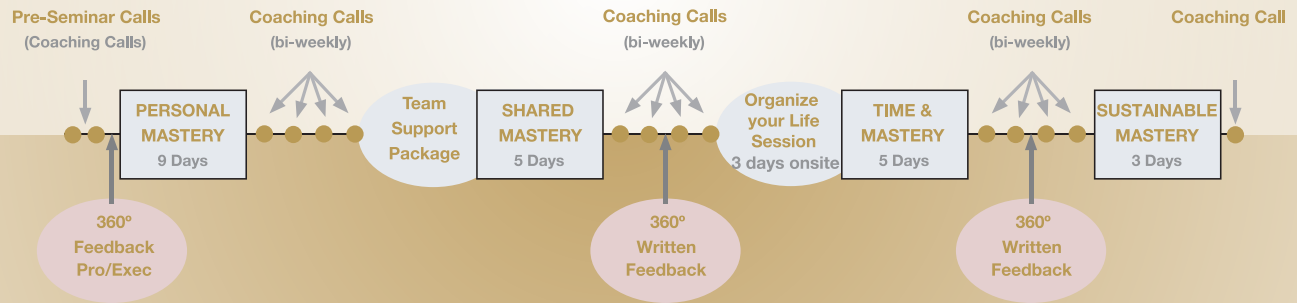 Pre-Seminar Calls
(Coaching Calls)
Coaching Calls
(bi-weekly)
Coaching Calls
(bi-weekly)
Coaching Calls
(bi-weekly)
Coaching Call
PERSONAL
MASTERY
9 Days
Team
Support
Package
SHARED
MASTERY
5 Days
Organize
your Life
Session
3 days onsite
TIME &
MASTERY
5 Days
SUSTAINABLE
MASTERY
3 Days
360º
Feedback
Pro/Exec
360º
Written
Feedback
360º
Written
Feedback